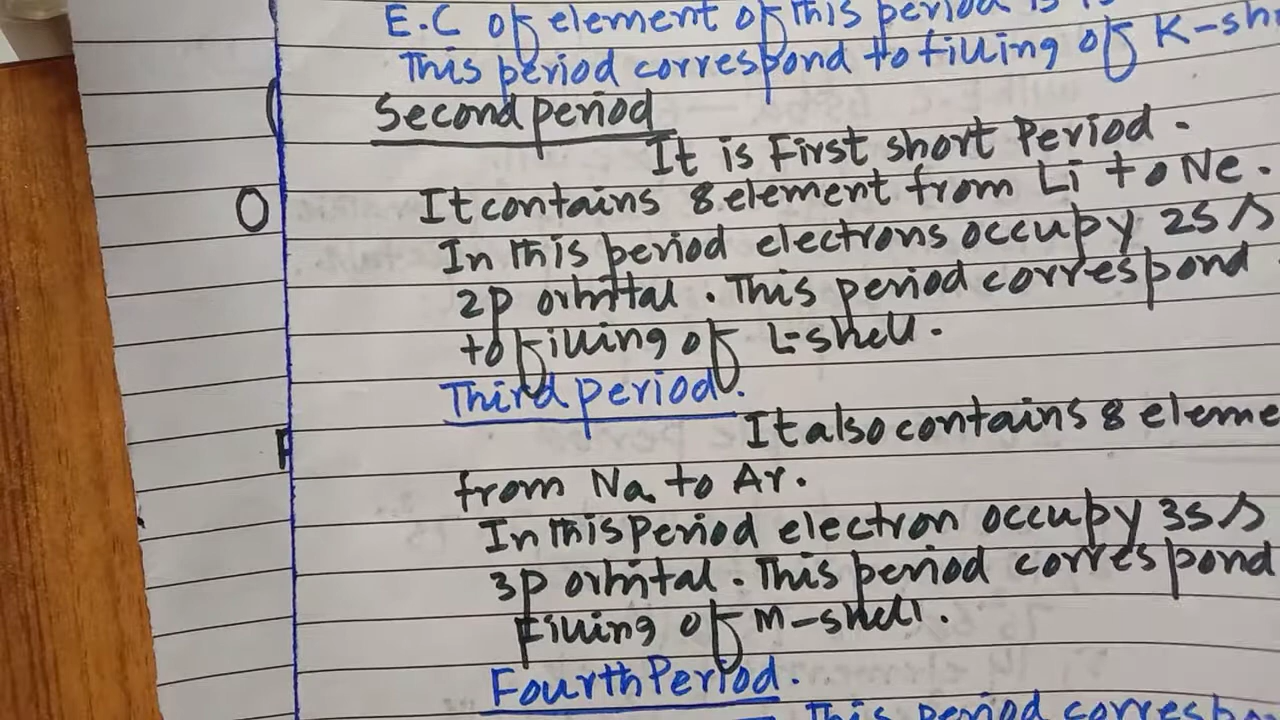 E.C of element of this period is
This period correspond to filling of K-sh
Second period
It is First short Period.
It contains 8 element from Li to Ne.
In this period electrons occupy 2s
2p orbital. This period correspond
to filling of L-shell.
Third period.
It also contains 8 eleme
from Na to Ar.
In this Period electron occupy 3s
3p orbital. This period correspond
Filling of M-shell.
Fourth Period.
This period correspo